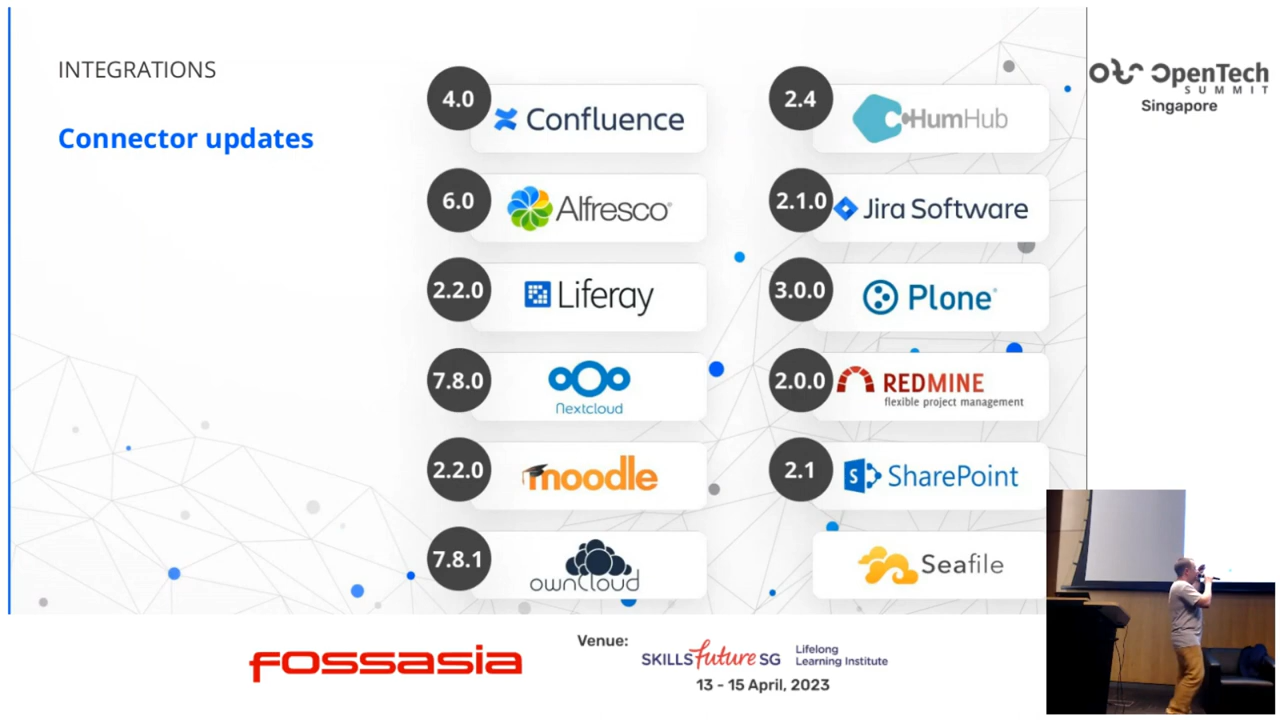 INTEGRATIONS
Connector updates
4.0
Confluence
6.0
Alfresco
2.2.0
Liferay
7.8.0
Nextcloud
2.2.0
moodle
7.8.1
ownCloud
2.4
HumHub
2.1.0
Jira Software
3.0.0
Plone
2.0.0
REDMINE
flexible project management
2.1
SharePoint
Seafile
OpenTech
SUMMIT
Singapore
fossasia
Venue:
SKILLS future SG
Lifelong
Learning Institute
13 - 15 April, 2023